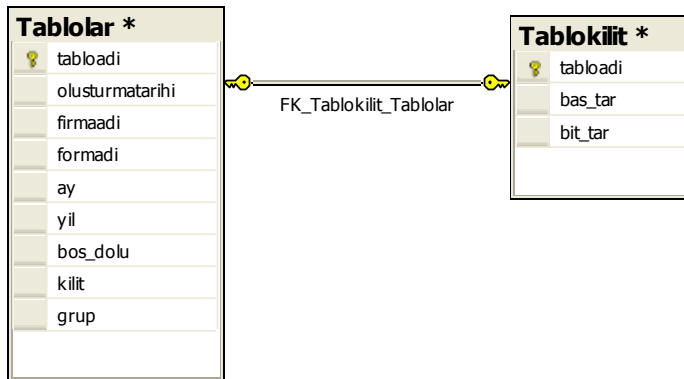 Tablolar *
tabloadi
olusturmatarihi
firmaadi
formadi
ay
yil
bos_dolu
kilit
grup
FK_Tablokilit_Tablolar
Tablokilit *
tabloadi
bas_tar
bit_tar